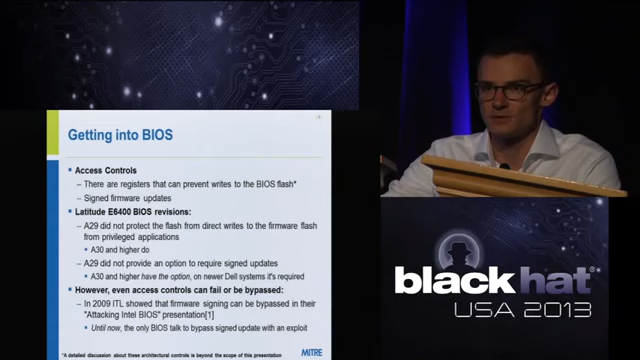 Getting into BIOS
Access Controls
– There are registers that can prevent writes to the BIOS flash*
– Signed firmware updates
Latitude E6400 BIOS revisions:
– A29 did not protect the flash from direct writes to the firmware flash
from privileged applications
A30 and higher do
– A29 did not provide an option to require signed updates
A30 and higher have the option, on newer Dell systems it's required
However, even access controls can fail or be bypassed:
– In 2009 ITL showed that firmware signing can be bypassed in their
"Attacking Intel BIOS" presentation[1]
Until now, the only BIOS talk to bypass signed update with an exploit
*A detailed discussion about these architectural controls is beyond the scope of this presentation
MITRE
black hat®
USA 2013